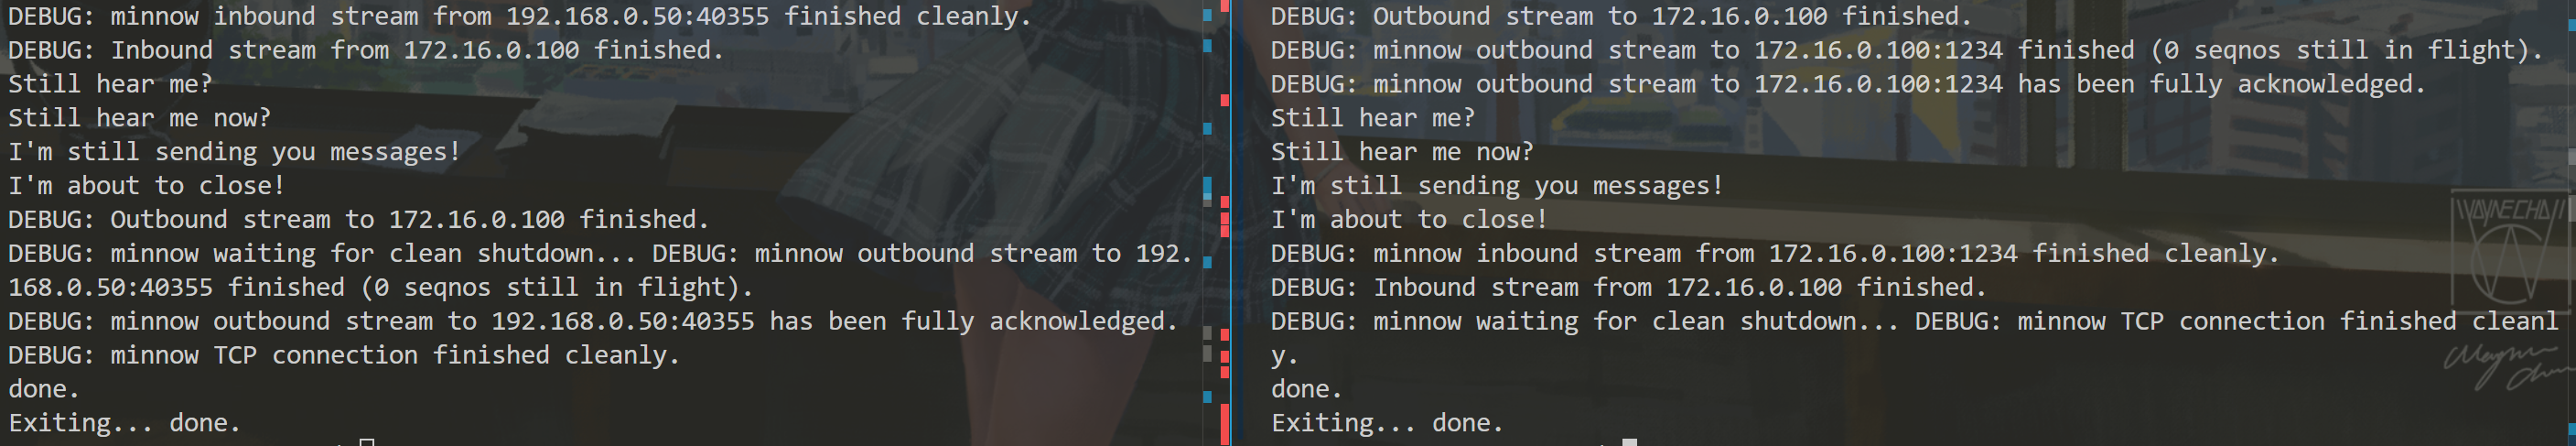 DEBUG: minnow inbound stream from 192.168.0.50:40355 finished cleanly.
DEBUG: Inbound stream from 172.16.0.100 finished.
Still hear me?
Still hear me now?
I'm still sending you messages!
I'm about to close!
DEBUG: Outbound stream to 172.16.0.100 finished.
DEBUG: minnow waiting for clean shutdown... DEBUG: minnow outbound stream to 192.
168.0.50:40355 finished (0 seqnos still in flight).
DEBUG: minnow outbound stream to 192.168.0.50:40355 has been fully acknowledged.
DEBUG: minnow TCP connection finished cleanly.
done.
Exiting... done.
DEBUG: Outbound stream to 172.16.0.100 finished.
DEBUG: minnow outbound stream to 172.16.0.100:1234 finished (0 seqnos still in flight).
DEBUG: minnow outbound stream to 172.16.0.100:1234 has been fully acknowledged.
Still hear me?
Still hear me now?
I'm still sending you messages!
I'm about to close!
DEBUG: minnow inbound stream from 172.16.0.100:1234 finished cleanly.
DEBUG: Inbound stream from 172.16.0.100 finished.
DEBUG: minnow waiting for clean shutdown... DEBUG: minnow TCP connection finished cleanl
y.
done.
Exiting... done.